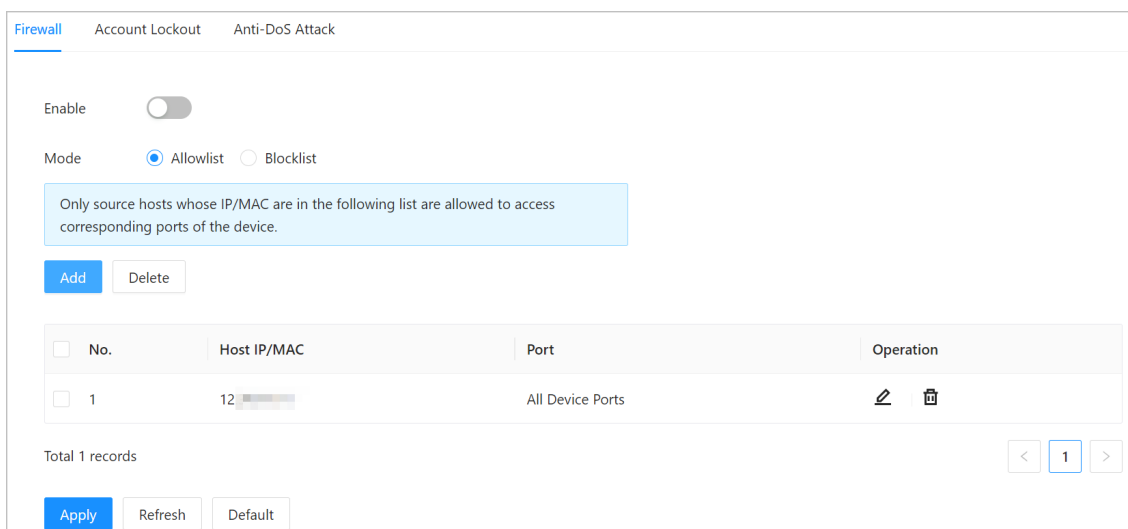 Firewall Account Lockout Anti-DoS Attack
Enable
Mode Allowlist Blocklist
Only source hosts whose IP/MAC are in the following list are allowed to access
corresponding ports of the device.
Add Delete
No. Host IP/MAC Port Operation
1 12 All Device Ports
Total 1 records < 1 >
Apply Refresh Default